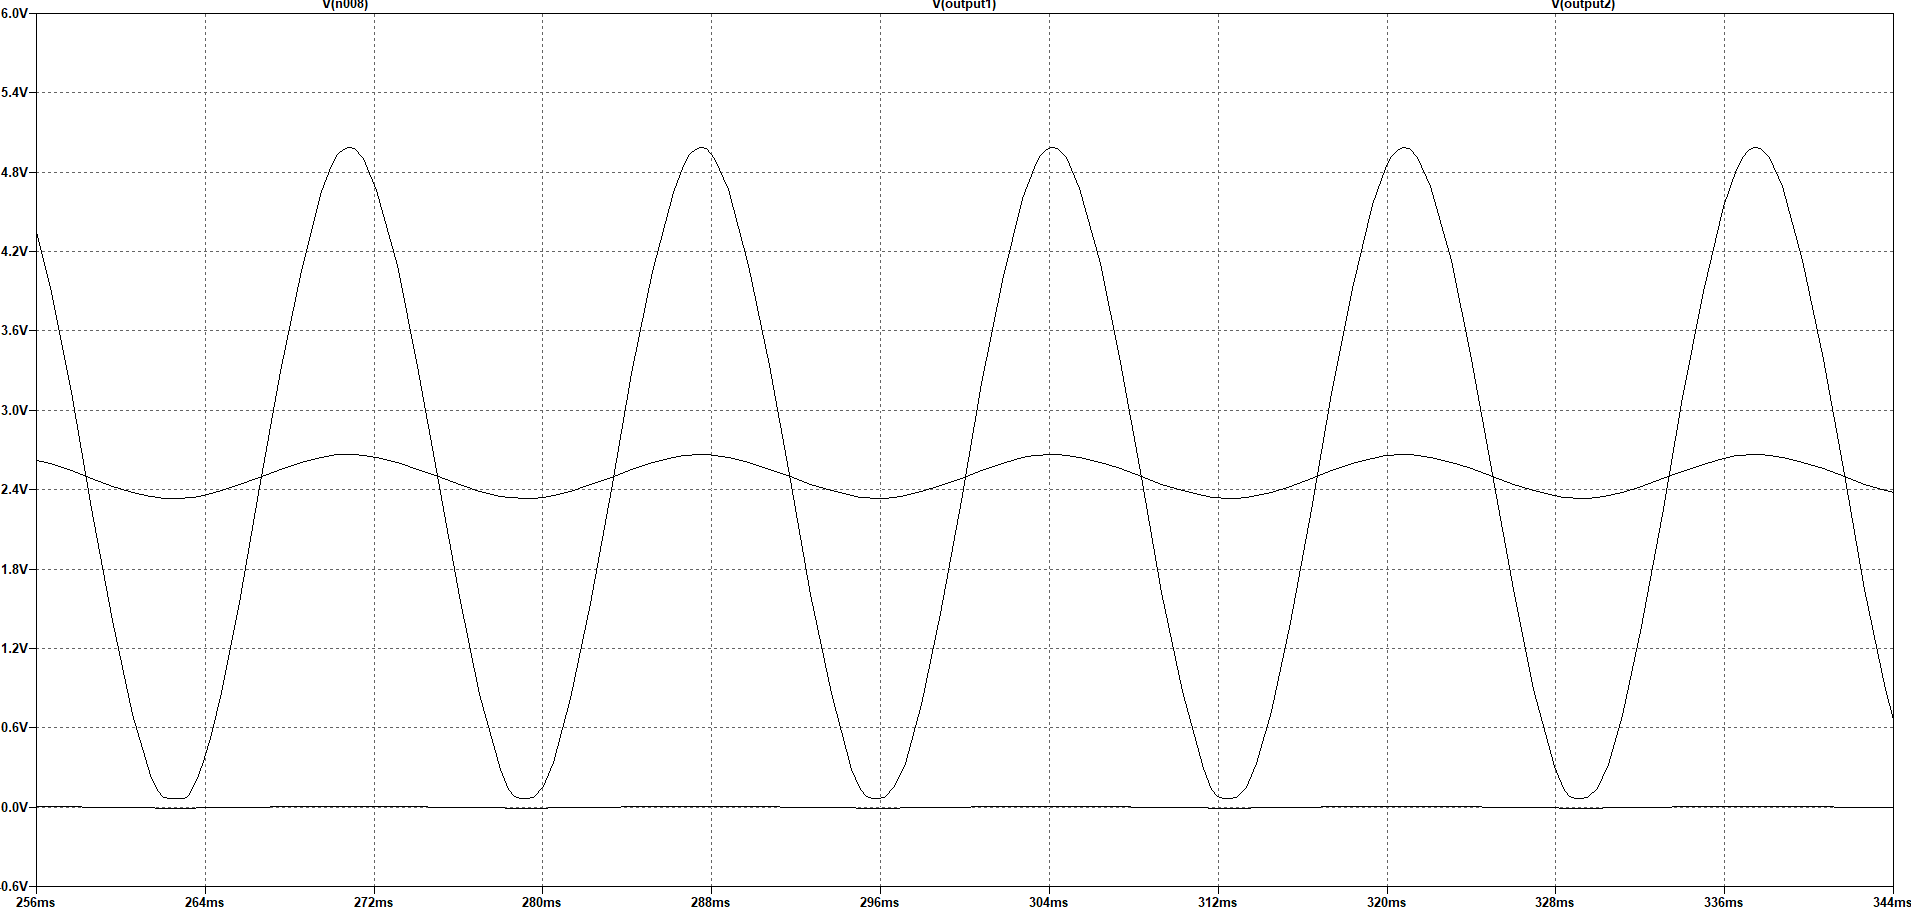 V(n008) V(output1) V(output2)
6.0V
5.4V
4.8V
4.2V
3.6V
3.0V
2.4V
1.8V
1.2V
0.6V
0.0V
-0.6V
256ms 264ms 272ms 280ms 288ms 296ms 304ms 312ms 320ms 328ms 336ms 344ms